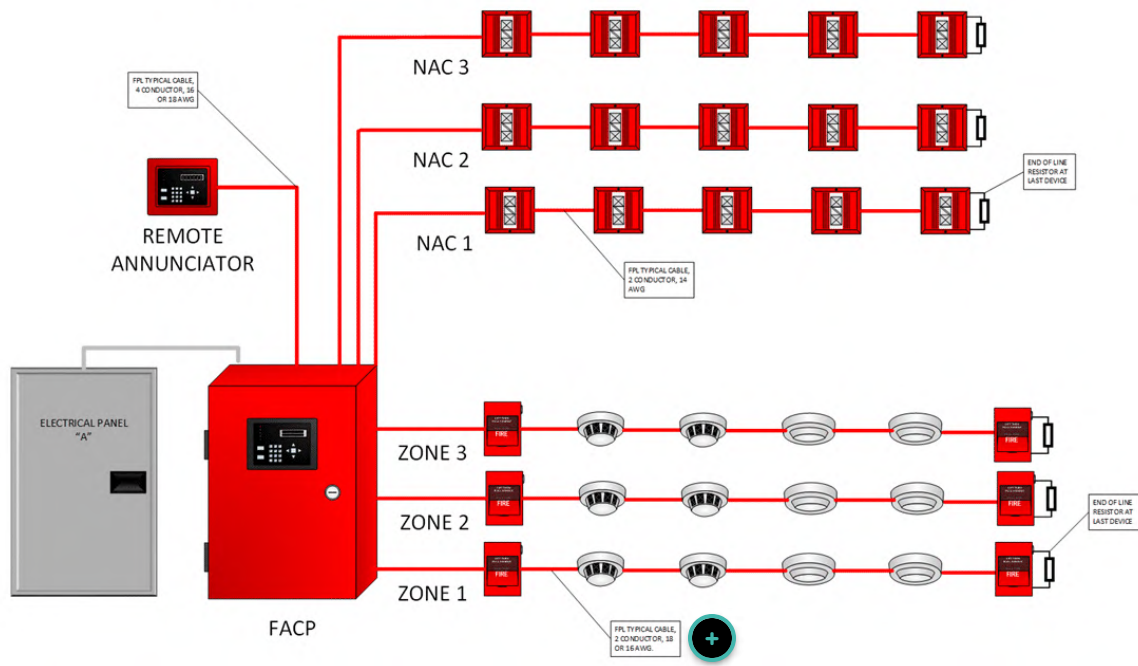 NAC 3
FPL TYPICAL CABLE,
4 CONDUCTOR, 16
OR 18 AWG
NAC 2
END OF LINE
RESISTOR AT
LAST DEVICE
REMOTE
ANNUNCIATOR
NAC 1
FPL TYPICAL CABLE,
2 CONDUCTOR, 14
AWG
ELECTRICAL PANEL
"A"
ZONE 3
FIRE
FIRE
ZONE 2
FIRE
FIRE
END OF LINE
RESISTOR AT
LAST DEVICE
ZONE 1
FIRE
FIRE
FACP
FPL TYPICAL CABLE,
2 CONDUCTOR, 18
OR 16 AWG.
+